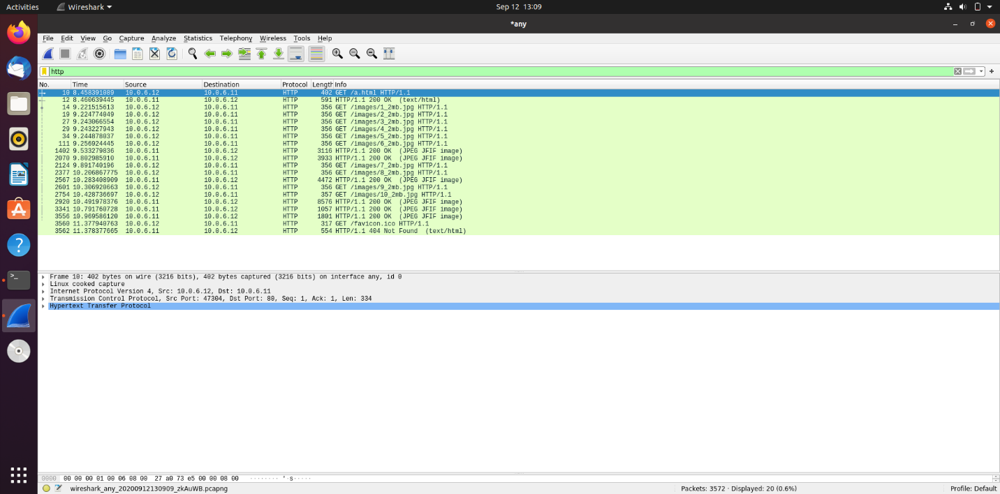 Activities Wireshark Sep 12 13:09
*any
File Edit View Go Capture Analyze Statistics Telephony Wireless Tools Help
http
No. Time Source Destination Protocol Length Info
10 8.458391089 10.0.6.12 10.0.6.11 HTTP 402 GET /a.html HTTP/1.1
12 8.460639445 10.0.6.11 10.0.6.12 HTTP 591 HTTP/1.1 200 OK (text/html)
14 9.221515613 10.0.6.12 10.0.6.11 HTTP 356 GET /images/1_2mb.jpg HTTP/1.1
19 9.224774049 10.0.6.12 10.0.6.11 HTTP 356 GET /images/2_2mb.jpg HTTP/1.1
27 9.243066554 10.0.6.12 10.0.6.11 HTTP 356 GET /images/3_2mb.jpg HTTP/1.1
29 9.243227943 10.0.6.12 10.0.6.11 HTTP 356 GET /images/4_2mb.jpg HTTP/1.1
34 9.244878037 10.0.6.12 10.0.6.11 HTTP 356 GET /images/5_2mb.jpg HTTP/1.1
111 9.256924445 10.0.6.12 10.0.6.11 HTTP 356 GET /images/6_2mb.jpg HTTP/1.1
1402 9.533279836 10.0.6.11 10.0.6.12 HTTP 3116 HTTP/1.1 200 OK (JPEG JFIF image)
2070 9.802985910 10.0.6.11 10.0.6.12 HTTP 3933 HTTP/1.1 200 OK (JPEG JFIF image)
2124 9.891740196 10.0.6.12 10.0.6.11 HTTP 356 GET /images/7_2mb.jpg HTTP/1.1
2377 10.206867775 10.0.6.12 10.0.6.11 HTTP 356 GET /images/8_2mb.jpg HTTP/1.1
2567 10.283408909 10.0.6.11 10.0.6.12 HTTP 4472 HTTP/1.1 200 OK (JPEG JFIF image)
2601 10.306920663 10.0.6.12 10.0.6.11 HTTP 356 GET /images/9_2mb.jpg HTTP/1.1
2754 10.428736697 10.0.6.12 10.0.6.11 HTTP 357 GET /images/10_2mb.jpg HTTP/1.1
2920 10.491978376 10.0.6.11 10.0.6.12 HTTP 8576 HTTP/1.1 200 OK (JPEG JFIF image)
3341 10.791760728 10.0.6.11 10.0.6.12 HTTP 1057 HTTP/1.1 200 OK (JPEG JFIF image)
3556 10.969586120 10.0.6.11 10.0.6.12 HTTP 1801 HTTP/1.1 200 OK (JPEG JFIF image)
3560 11.377940763 10.0.6.12 10.0.6.11 HTTP 317 GET /favicon.ico HTTP/1.1
3562 11.378377665 10.0.6.11 10.0.6.12 HTTP 554 HTTP/1.1 404 Not Found (text/html)
Frame 10: 402 bytes on wire (3216 bits), 402 bytes captured (3216 bits) on interface any, id 0
Linux cooked capture
Internet Protocol Version 4, Src: 10.0.6.12, Dst: 10.0.6.11
Transmission Control Protocol, Src Port: 47304, Dst Port: 80, Seq: 1, Ack: 1, Len: 334
Hypertext Transfer Protocol
0000 00 00 00 01 00 06 08 00 27 a0 73 e5 00 00 08 00 ········ '·s·····
wireshark_any_20200912130909_zkAuWB.pcapng Packets: 3572 · Displayed: 20 (0.6%) Profile: Default